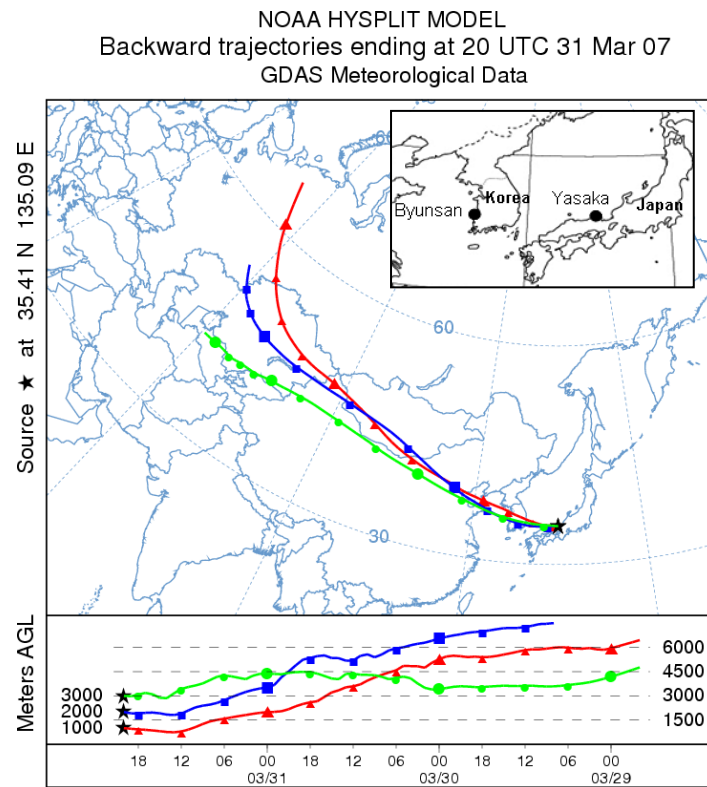 NOAA HYSPLIT MODEL
Backward trajectories ending at 20 UTC 31 Mar 07
GDAS Meteorological Data
Source ★ at 35.41 N 135.09 E
Korea
Yasaka
Byunsan
Japan
60
60
30
Meters AGL
3000
2000
1000
6000
4500
3000
1500
18 12 06 00 18 12 06 00 18 12 06 00
03/31 03/30 03/29